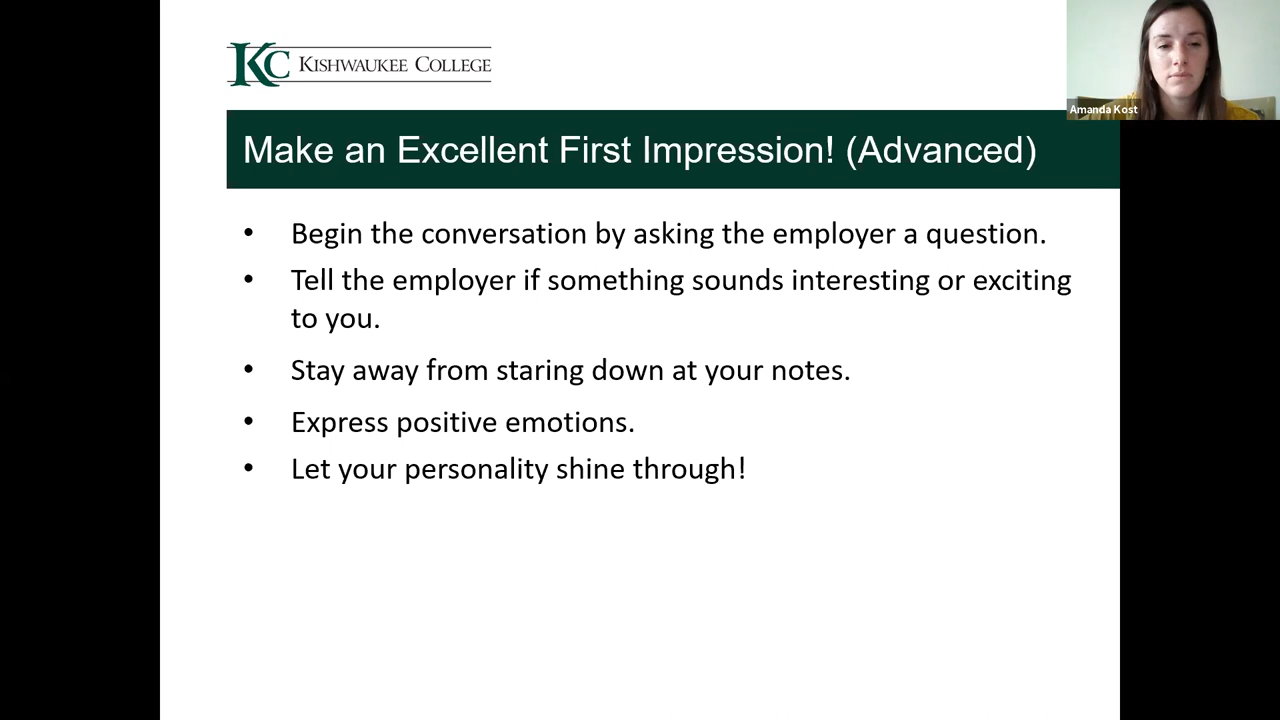 KC KISHWAUKEE COLLEGE
Amanda Kost
Make an Excellent First Impression! (Advanced)
• Begin the conversation by asking the employer a question.
• Tell the employer if something sounds interesting or exciting
to you.
• Stay away from staring down at your notes.
• Express positive emotions.
• Let your personality shine through!